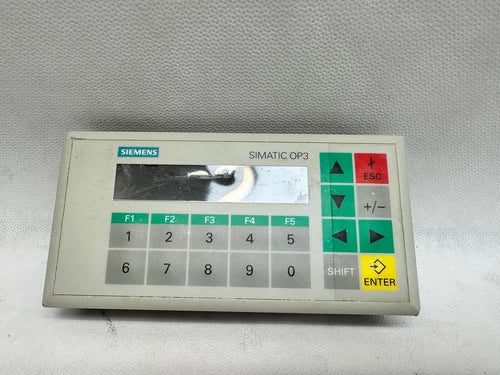 SIEMENS
SIMATIC OP3
ESC
+/−
F1 F2 F3 F4 F5
1 2 3 4 5
6 7 8 9 0
SHIFT
ENTER